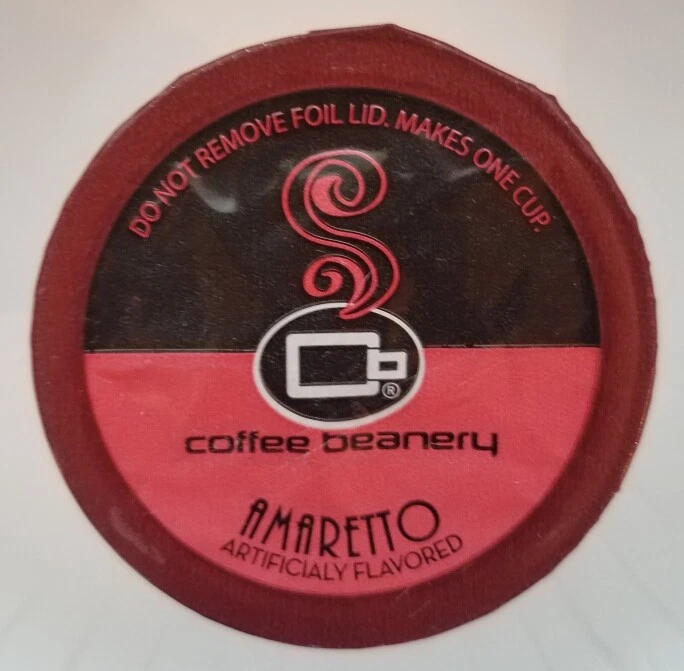 DO NOT REMOVE FOIL LID. MAKES ONE CUP.
®
coffee beanery
AMARETTO
ARTIFICIALY FLAVORED